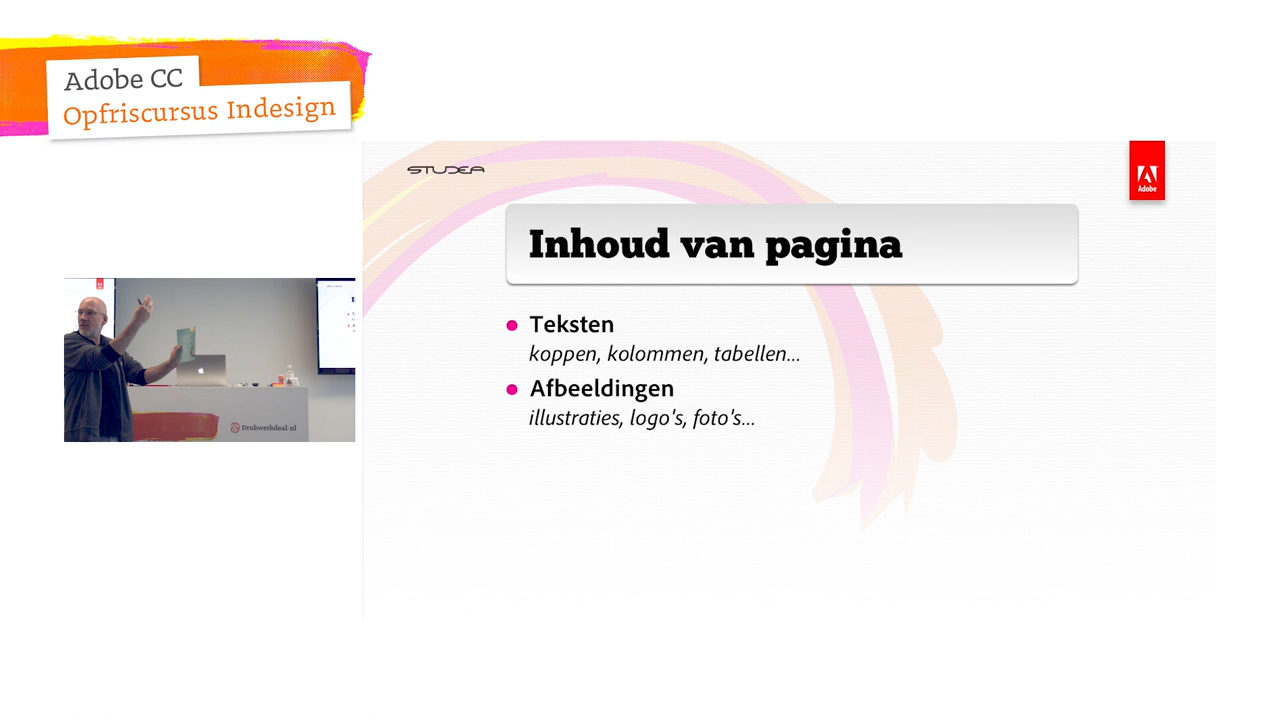 Adobe CC
Opfriscursus Indesign
STUDEA
Adobe
Inhoud van pagina
Teksten
koppen, kolommen, tabellen...
Afbeeldingen
illustraties, logo's, foto's...
Drukwerkdeal.nl